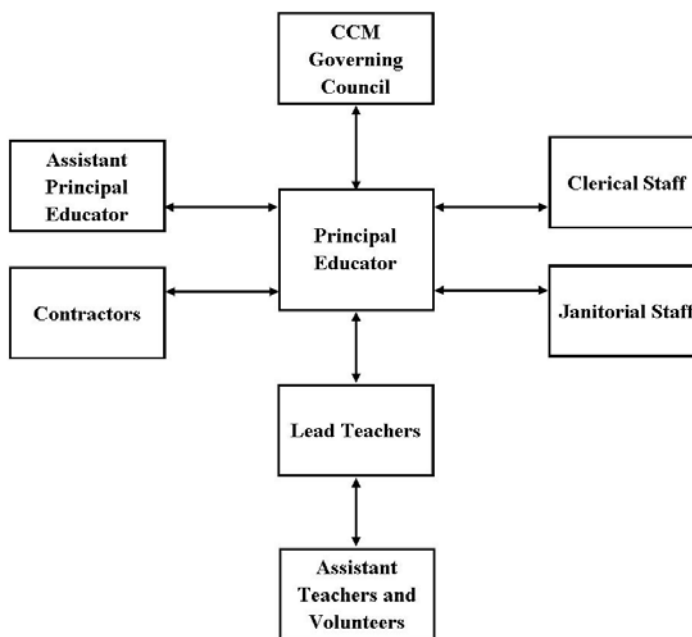 CCM
Governing
Council
Assistant
Principal
Educator
Clerical Staff
Principal
Educator
Contractors
Janitorial Staff
Lead Teachers
Assistant
Teachers and
Volunteers